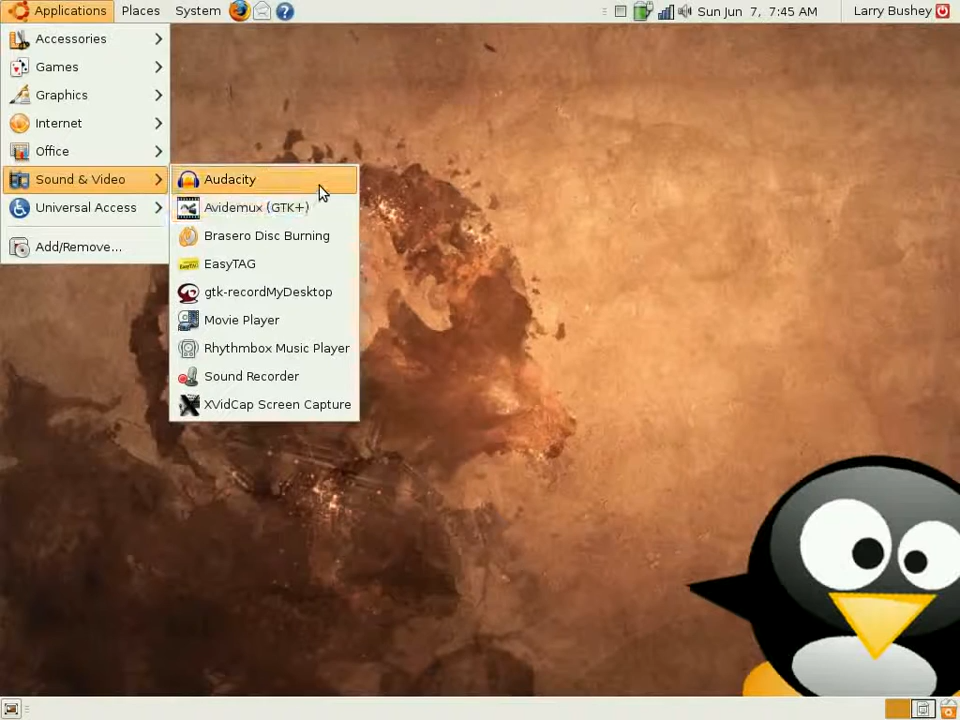 Applications Places System Sun Jun 7, 7:45 AM Larry Bushey
Accessories
Games
Graphics
Internet
Office
Sound & Video
Universal Access
Add/Remove...
Audacity
Avidemux (GTK+)
Brasero Disc Burning
EasyTAG
gtk-recordMyDesktop
Movie Player
Rhythmbox Music Player
Sound Recorder
XVidCap Screen Capture